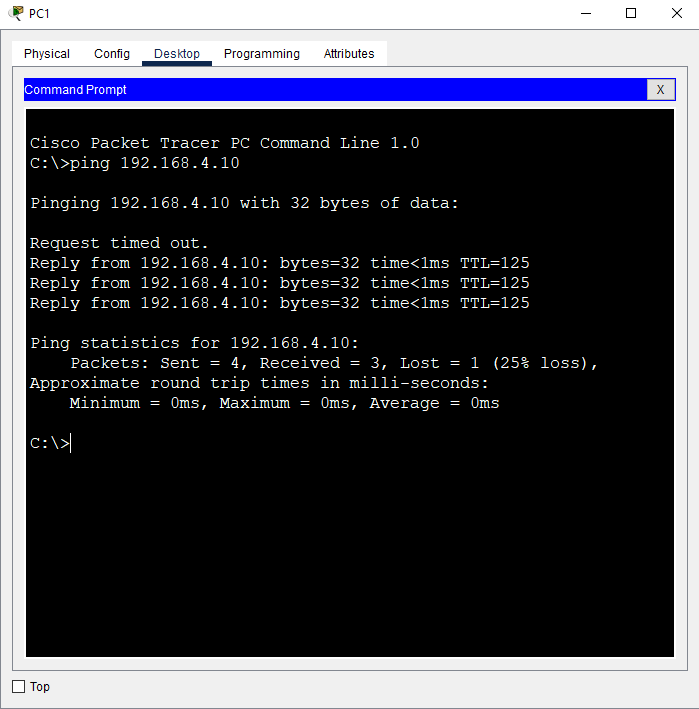 PC1
Physical Config Desktop Programming Attributes
Command Prompt X
Cisco Packet Tracer PC Command Line 1.0
C:\>ping 192.168.4.10
Pinging 192.168.4.10 with 32 bytes of data:
Request timed out.
Reply from 192.168.4.10: bytes=32 time<1ms TTL=125
Reply from 192.168.4.10: bytes=32 time<1ms TTL=125
Reply from 192.168.4.10: bytes=32 time<1ms TTL=125
Ping statistics for 192.168.4.10:
    Packets: Sent = 4, Received = 3, Lost = 1 (25% loss),
Approximate round trip times in milli-seconds:
    Minimum = 0ms, Maximum = 0ms, Average = 0ms
C:\>
Top